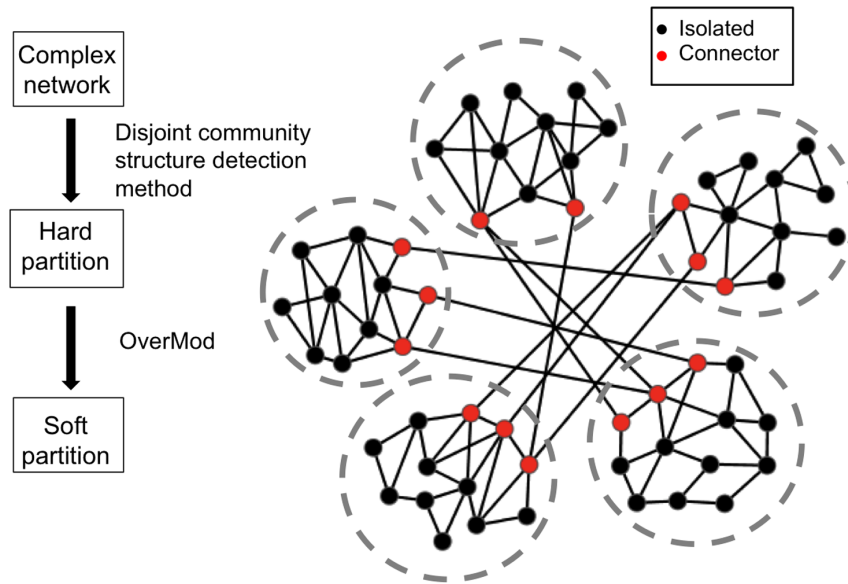 Complex
network
Disjoint community
structure detection
method
Hard
partition
OverMod
Soft
partition
Isolated
Connector